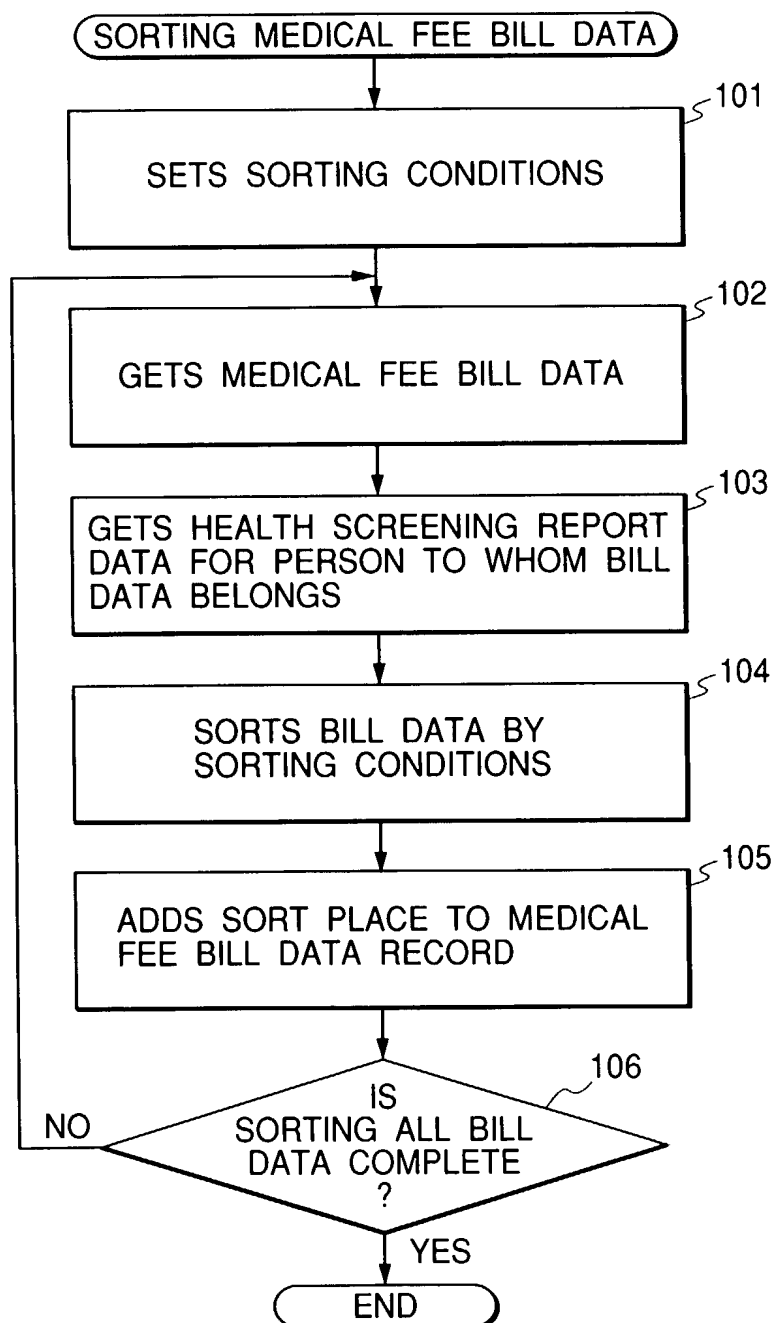 SORTING MEDICAL FEE BILL DATA
101
SETS SORTING CONDITIONS
102
GETS MEDICAL FEE BILL DATA
103
GETS HEALTH SCREENING REPORT
DATA FOR PERSON TO WHOM BILL
DATA BELONGS
104
SORTS BILL DATA BY
SORTING CONDITIONS
105
ADDS SORT PLACE TO MEDICAL
FEE BILL DATA RECORD
106
IS
SORTING ALL BILL
DATA COMPLETE
?
NO
YES
END